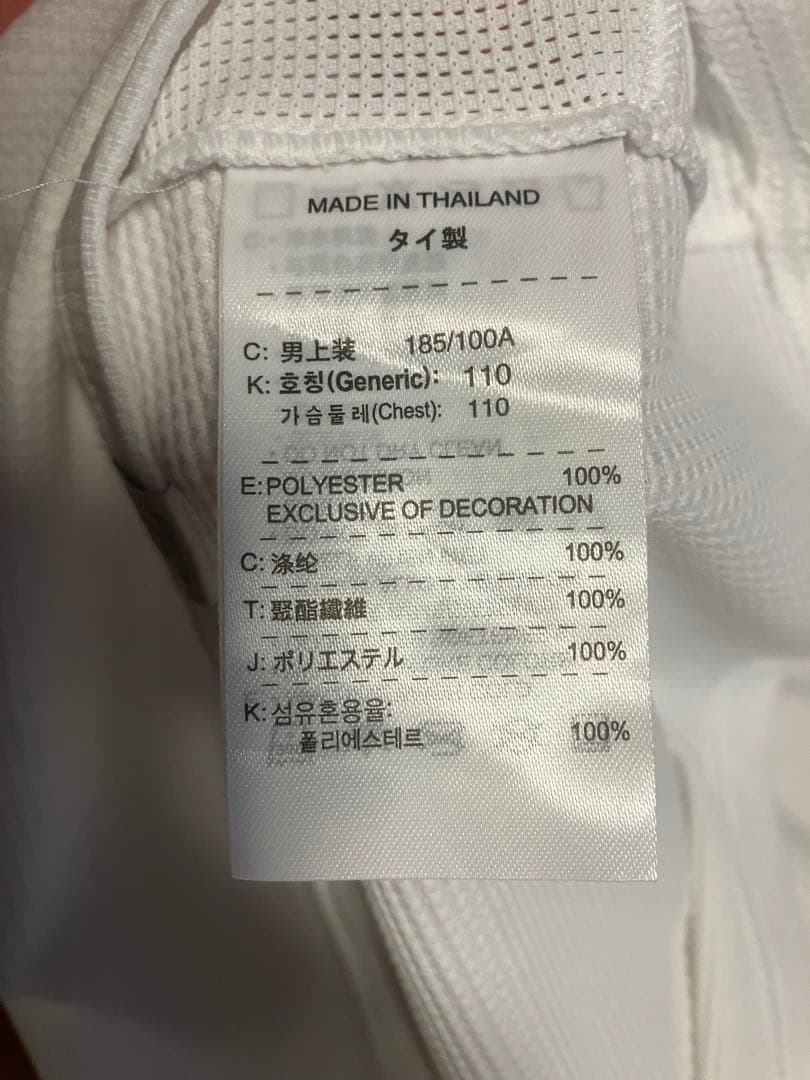 MADE IN THAILAND
タイ製
C: 男上装 185/100A
K: 호칭(Generic): 110
가슴둘레(Chest): 110
E:POLYESTER 100%
EXCLUSIVE OF DECORATION
C: 涤纶 100%
T: 聚酯纖維 100%
J: ポリエステル 100%
K: 섬유혼용율:
폴리에스테르 100%